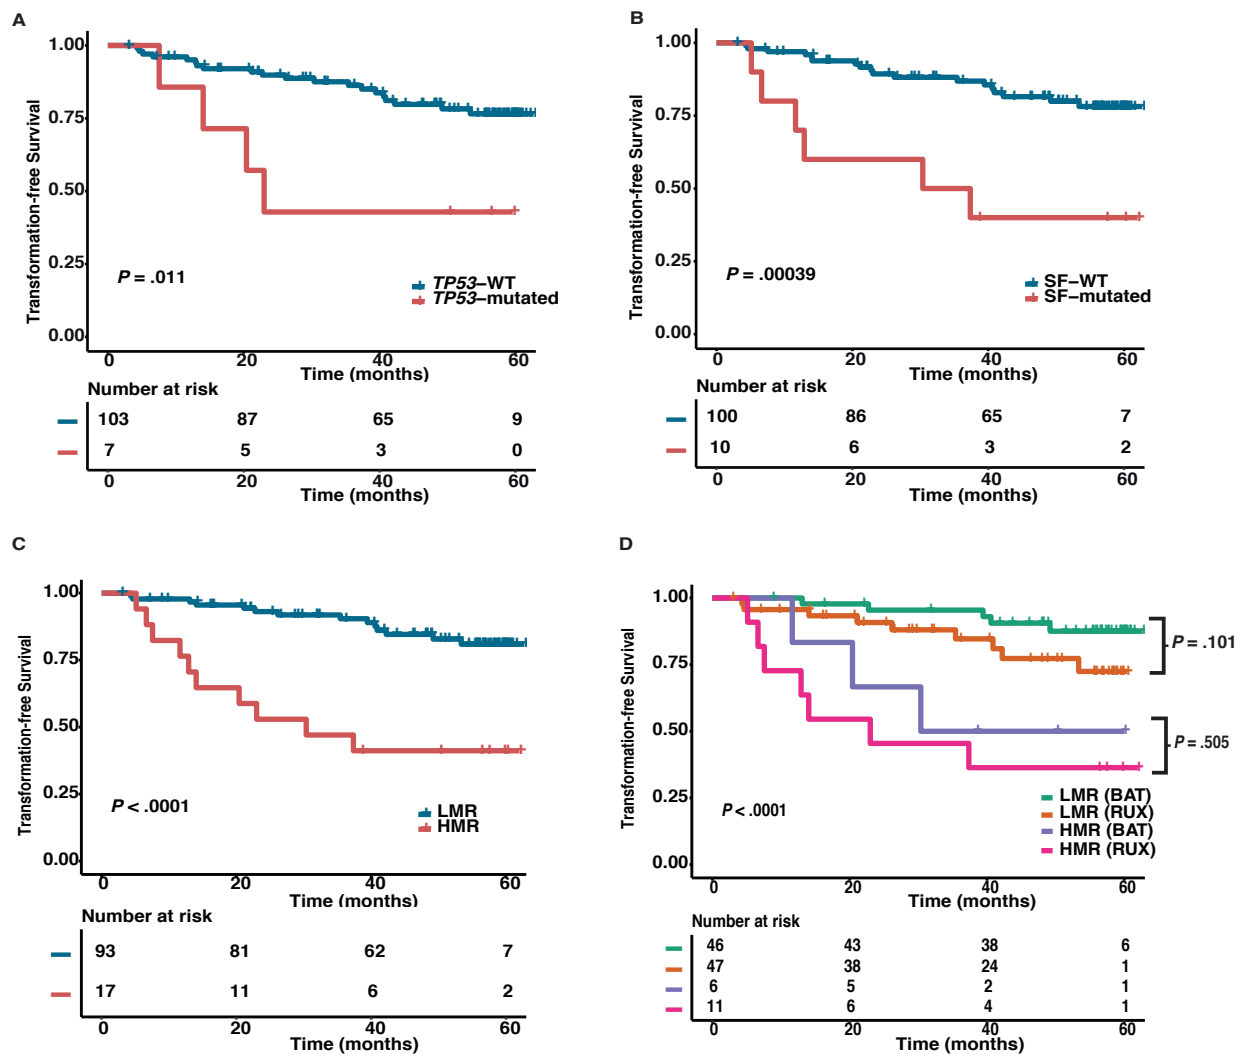 A
Transformation-free Survival
1.00
0.75
0.50
0.25
0.00
P = .011
TP53–WT
TP53–mutated
0 20 40 60
Time (months)
Number at risk
103 87 65 9
7 5 3 0
0 20 40 60
Time (months)
B
Transformation-free Survival
1.00
0.75
0.50
0.25
0.00
P = .00039
SF–WT
SF–mutated
0 20 40 60
Time (months)
Number at risk
100 86 65 7
10 6 3 2
0 20 40 60
Time (months)
C
Transformation-free Survival
1.00
0.75
0.50
0.25
0.00
P < .0001
LMR
HMR
0 20 40 60
Time (months)
Number at risk
93 81 62 7
17 11 6 2
0 20 40 60
Time (months)
D
Transformation-free Survival
1.00
0.75
0.50
0.25
0.00
P = .101
P = .505
P < .0001
LMR (BAT)
LMR (RUX)
HMR (BAT)
HMR (RUX)
0 20 40 60
Time (months)
Number at risk
46 43 38 6
47 38 24 1
6 5 2 1
11 6 4 1
0 20 40 60
Time (months)